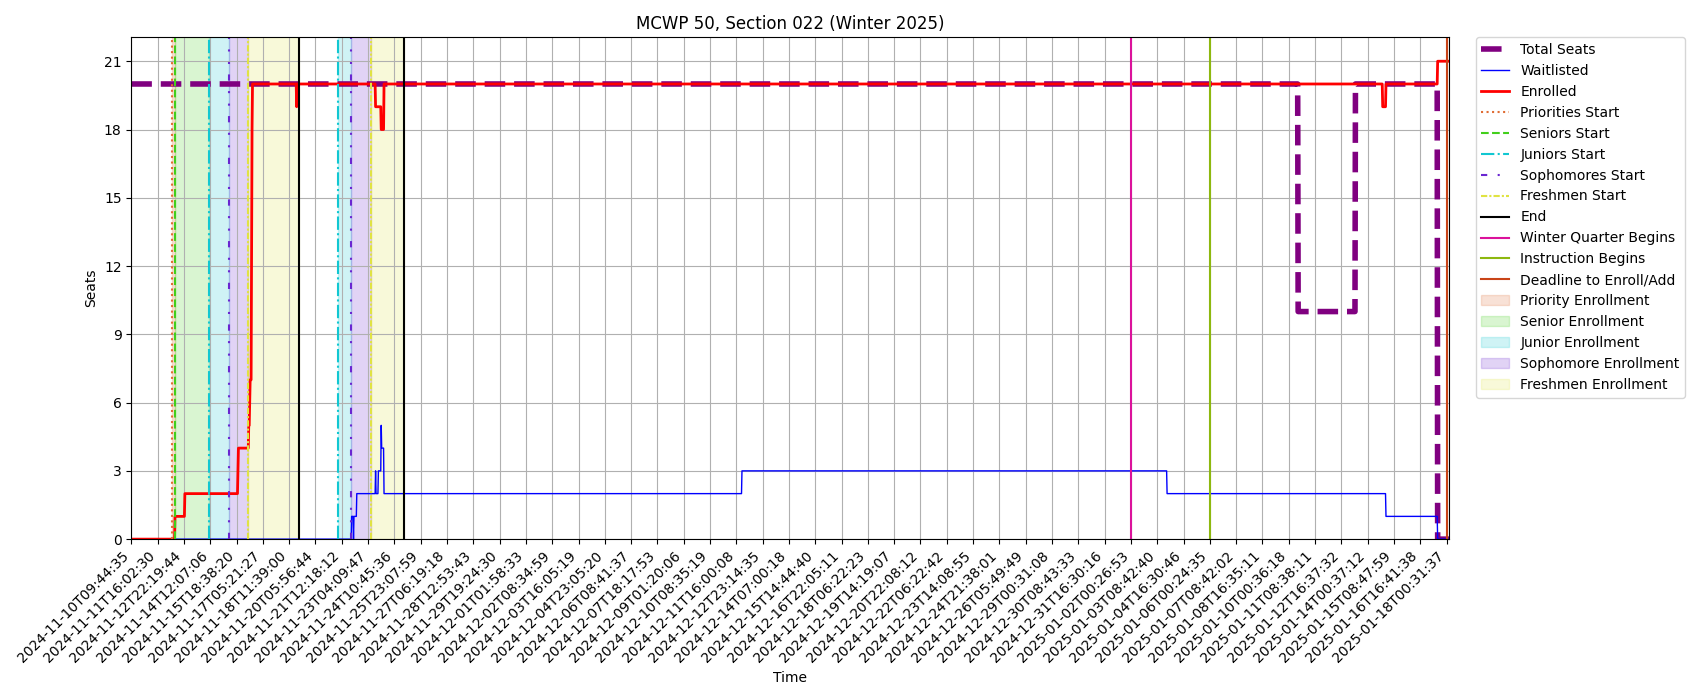 MCWP 50, Section 022 (Winter 2025)
Seats
21
18
15
12
9
6
3
0
2024-11-10T09:44:35
2024-11-11T16:02:30
2024-11-12T22:19:44
2024-11-14T12:07:06
2024-11-15T18:38:20
2024-11-17T05:21:27
2024-11-18T11:39:00
2024-11-20T05:56:44
2024-11-21T12:18:12
2024-11-23T04:09:47
2024-11-24T10:45:36
2024-11-25T23:07:59
2024-11-27T06:19:18
2024-11-28T12:53:43
2024-11-29T19:24:30
2024-12-01T01:58:33
2024-12-02T08:34:59
2024-12-03T16:05:19
2024-12-04T23:05:20
2024-12-06T08:41:37
2024-12-07T18:17:53
2024-12-09T01:20:06
2024-12-10T08:35:19
2024-12-11T16:00:08
2024-12-12T23:14:35
2024-12-14T07:00:18
2024-12-15T14:44:40
2024-12-16T22:05:11
2024-12-18T06:22:23
2024-12-19T14:19:07
2024-12-20T22:08:12
2024-12-22T06:22:42
2024-12-23T14:08:55
2024-12-24T21:38:01
2024-12-26T05:49:49
2024-12-29T00:31:08
2024-12-30T08:43:33
2024-12-31T16:30:16
2025-01-02T00:26:53
2025-01-03T08:42:40
2025-01-04T16:30:46
2025-01-06T00:24:35
2025-01-07T08:42:02
2025-01-08T16:35:11
2025-01-10T00:36:18
2025-01-11T08:38:11
2025-01-12T16:37:32
2025-01-14T00:37:12
2025-01-15T08:47:59
2025-01-16T16:41:38
2025-01-18T00:31:37
Time
Total Seats
Waitlisted
Enrolled
Priorities Start
Seniors Start
Juniors Start
Sophomores Start
Freshmen Start
End
Winter Quarter Begins
Instruction Begins
Deadline to Enroll/Add
Priority Enrollment
Senior Enrollment
Junior Enrollment
Sophomore Enrollment
Freshmen Enrollment